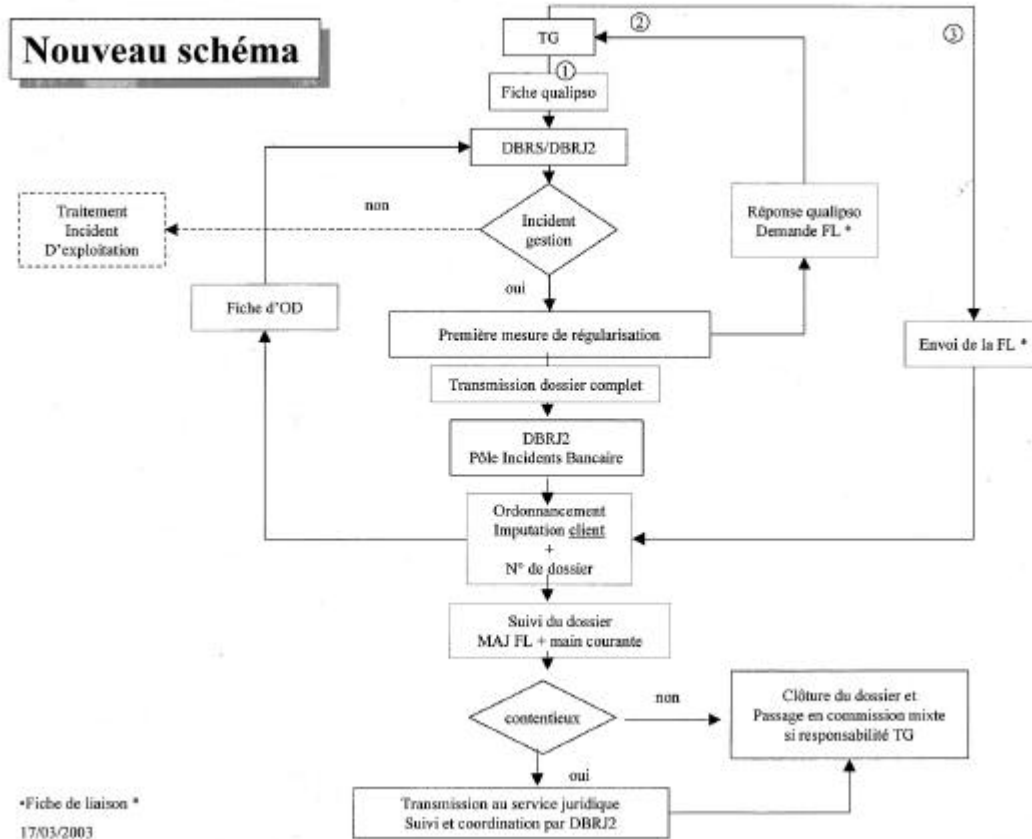 Nouveau schéma
TG
①
②
③
Fiche qualipso
DBRS/DBRJ2
Traitement
Incident
D'exploitation
non
Incident
gestion
Réponse qualipso
Demande FL *
oui
Fiche d'OD
Première mesure de régularisation
Envoi de la FL *
Transmission dossier complet
DBRJ2
Pôle Incidents Bancaire
Ordonnancement
Imputation client
+
N° de dossier
Suivi du dossier
MAJ FL + main courante
contentieux
non
Clôture du dossier et
Passage en commission mixte
si responsabilité TG
oui
Transmission au service juridique
Suivi et coordination par DBRJ2
•Fiche de liaison *
17/03/2003